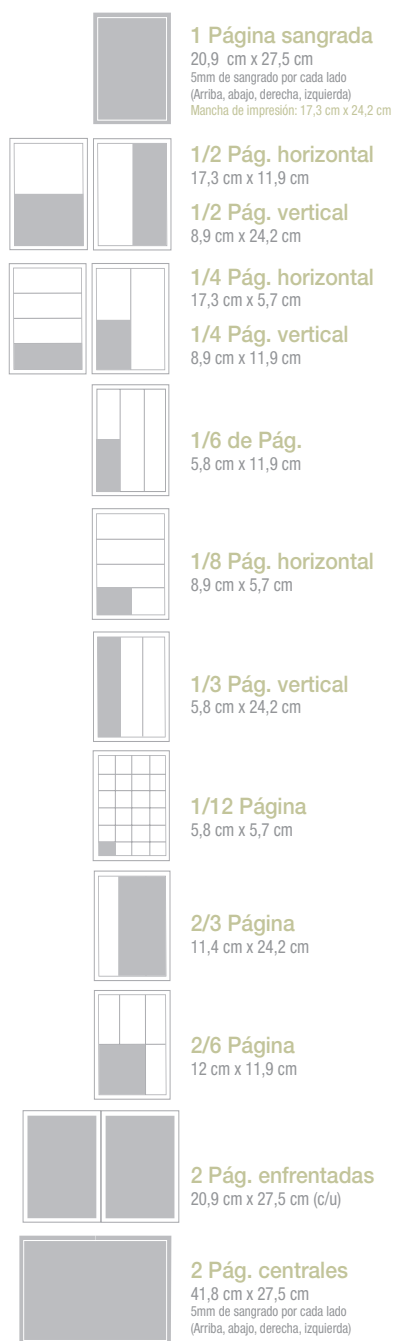 1 Página sangrada
20,9 cm x 27,5 cm
5mm de sangrado por cada lado
(Arriba, abajo, derecha, izquierda)
Mancha de impresión: 17,3 cm x 24,2 cm
1/2 Pág. horizontal
17,3 cm x 11,9 cm
1/2 Pág. vertical
8,9 cm x 24,2 cm
1/4 Pág. horizontal
17,3 cm x 5,7 cm
1/4 Pág. vertical
8,9 cm x 11,9 cm
1/6 de Pág.
5,8 cm x 11,9 cm
1/8 Pág. horizontal
8,9 cm x 5,7 cm
1/3 Pág. vertical
5,8 cm x 24,2 cm
1/12 Página
5,8 cm x 5,7 cm
2/3 Página
11,4 cm x 24,2 cm
2/6 Página
12 cm x 11,9 cm
2 Pág. enfrentadas
20,9 cm x 27,5 cm (c/u)
2 Pág. centrales
41,8 cm x 27,5 cm
5mm de sangrado por cada lado
(Arriba, abajo, derecha, izquierda)